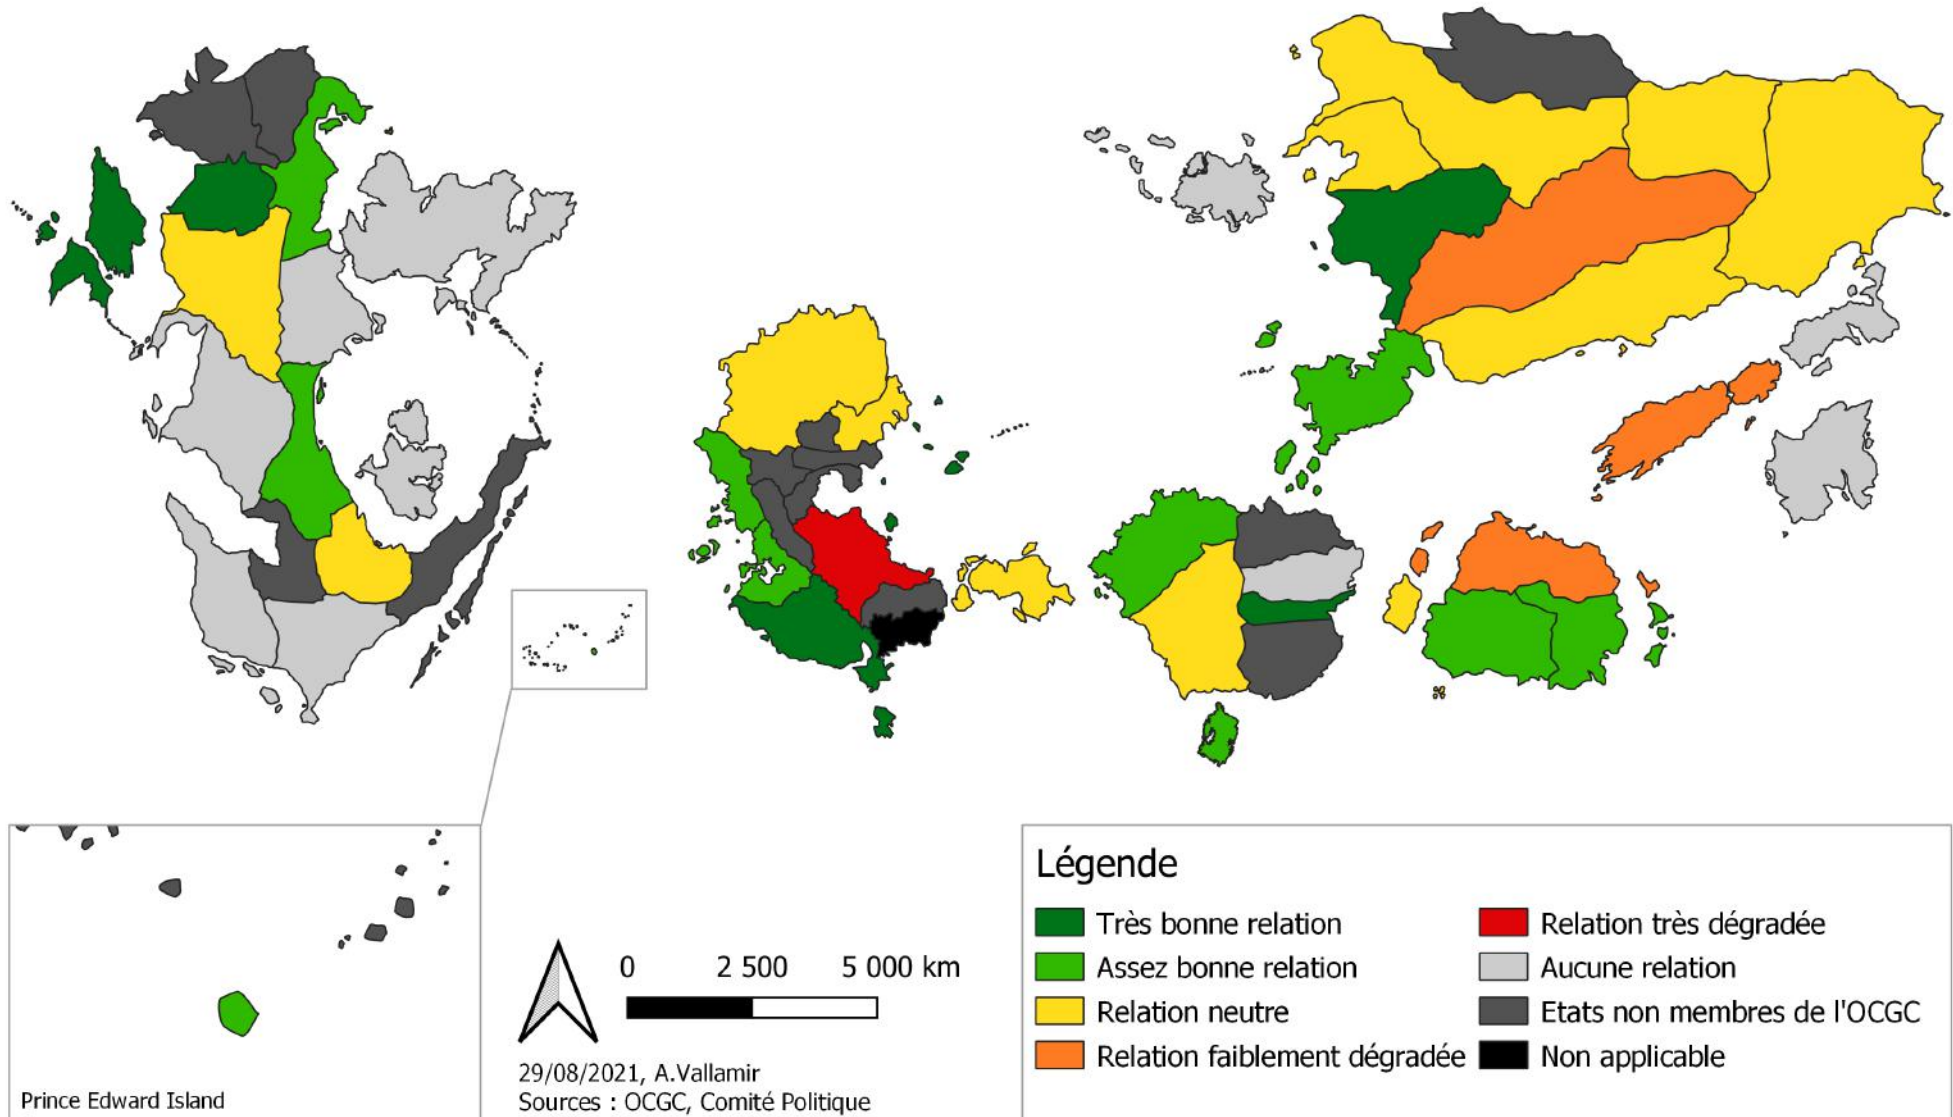 Prince Edward Island
0 2 500 5 000 km
29/08/2021, A.Vallamir
Sources : OCGC, Comité Politique
Légende
Très bonne relation
Assez bonne relation
Relation neutre
Relation faiblement dégradée
Relation très dégradée
Aucune relation
Etats non membres de l'OCGC
Non applicable